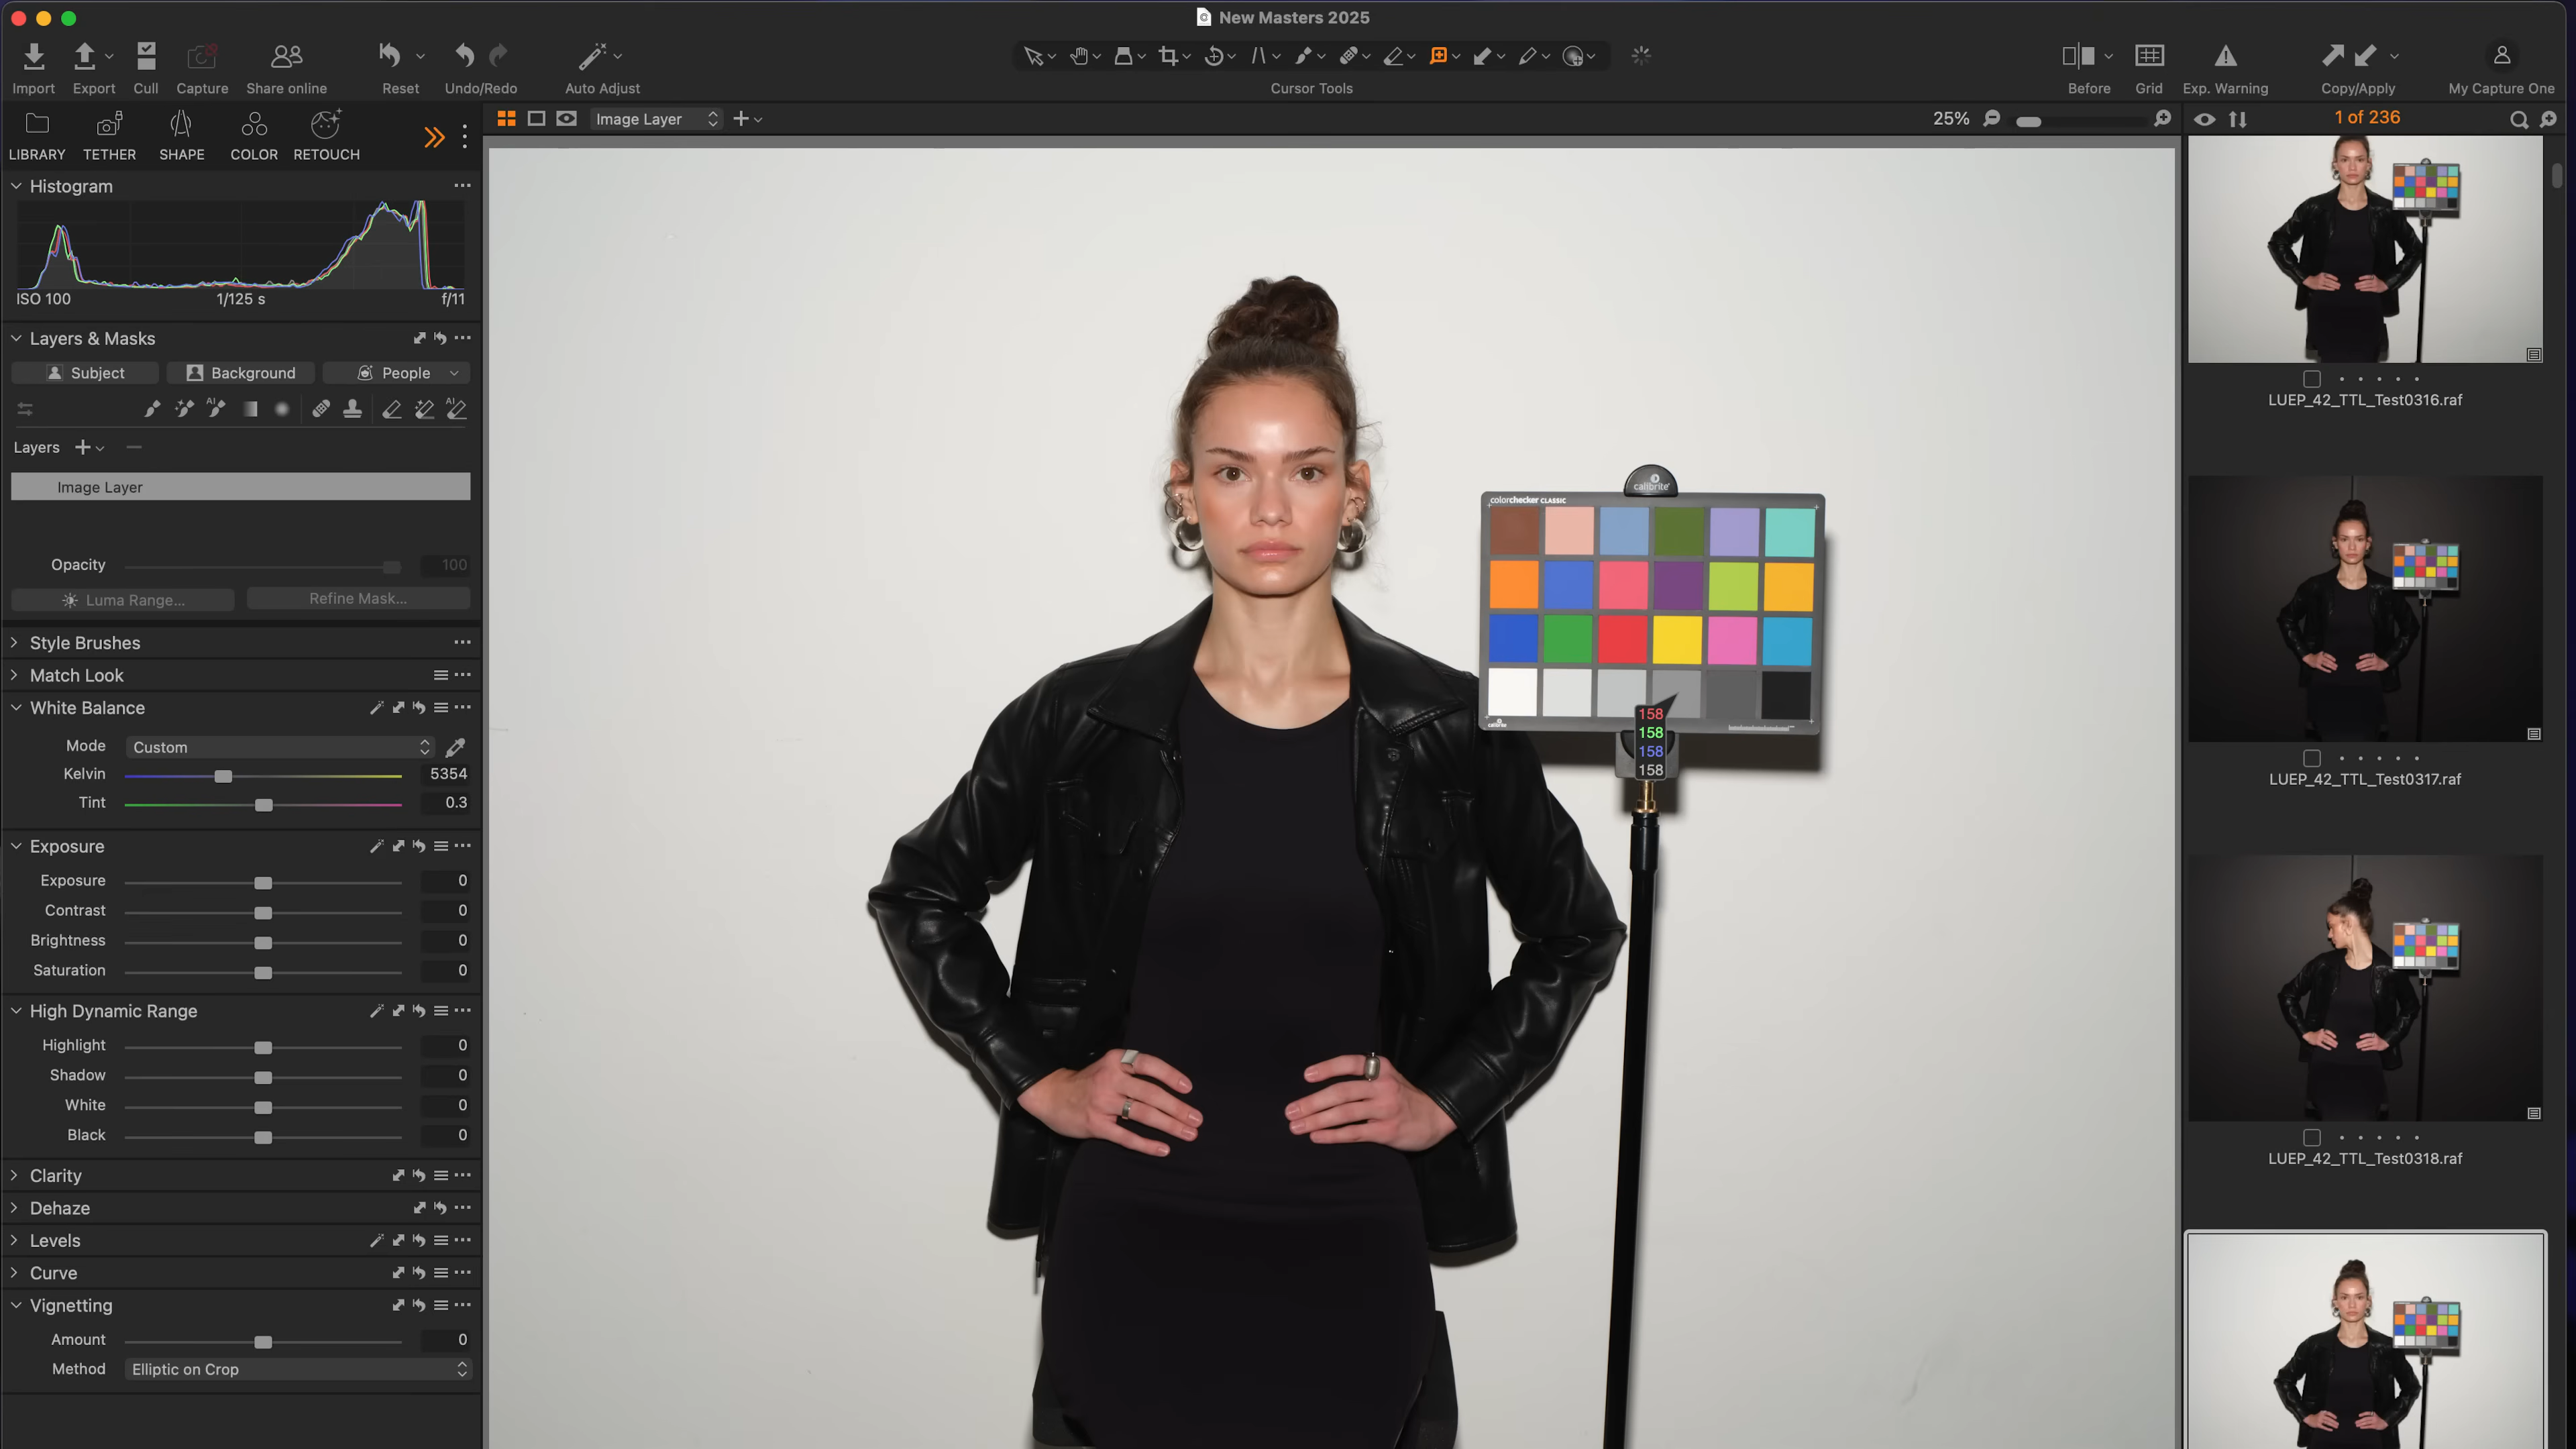 New Masters 2025
Import
Export
Cull
Capture
Share online
Reset
Undo/Redo
Auto Adjust
Cursor Tools
Before
Grid
Exp. Warning
Copy/Apply
My Capture One
LIBRARY
TETHER
SHAPE
COLOR
RETOUCH
Image Layer
25%
1 of 236
Histogram
ISO 100
1/125 s
f/11
Layers & Masks
Subject
Background
People
AI
AI
Layers
Image Layer
Opacity 100
Luma Range...
Refine Mask...
Style Brushes
Match Look
White Balance
Mode Custom
Kelvin 5354
Tint 0.3
Exposure
Exposure 0
Contrast 0
Brightness 0
Saturation 0
High Dynamic Range
Highlight 0
Shadow 0
White 0
Black 0
Clarity
Dehaze
Levels
Curve
Vignetting
Amount 0
Method Elliptic on Crop
calibrite
colorchecker CLASSIC
calibrite
158
158
158
158
LUEP_42_TTL_Test0316.raf
LUEP_42_TTL_Test0317.raf
LUEP_42_TTL_Test0318.raf